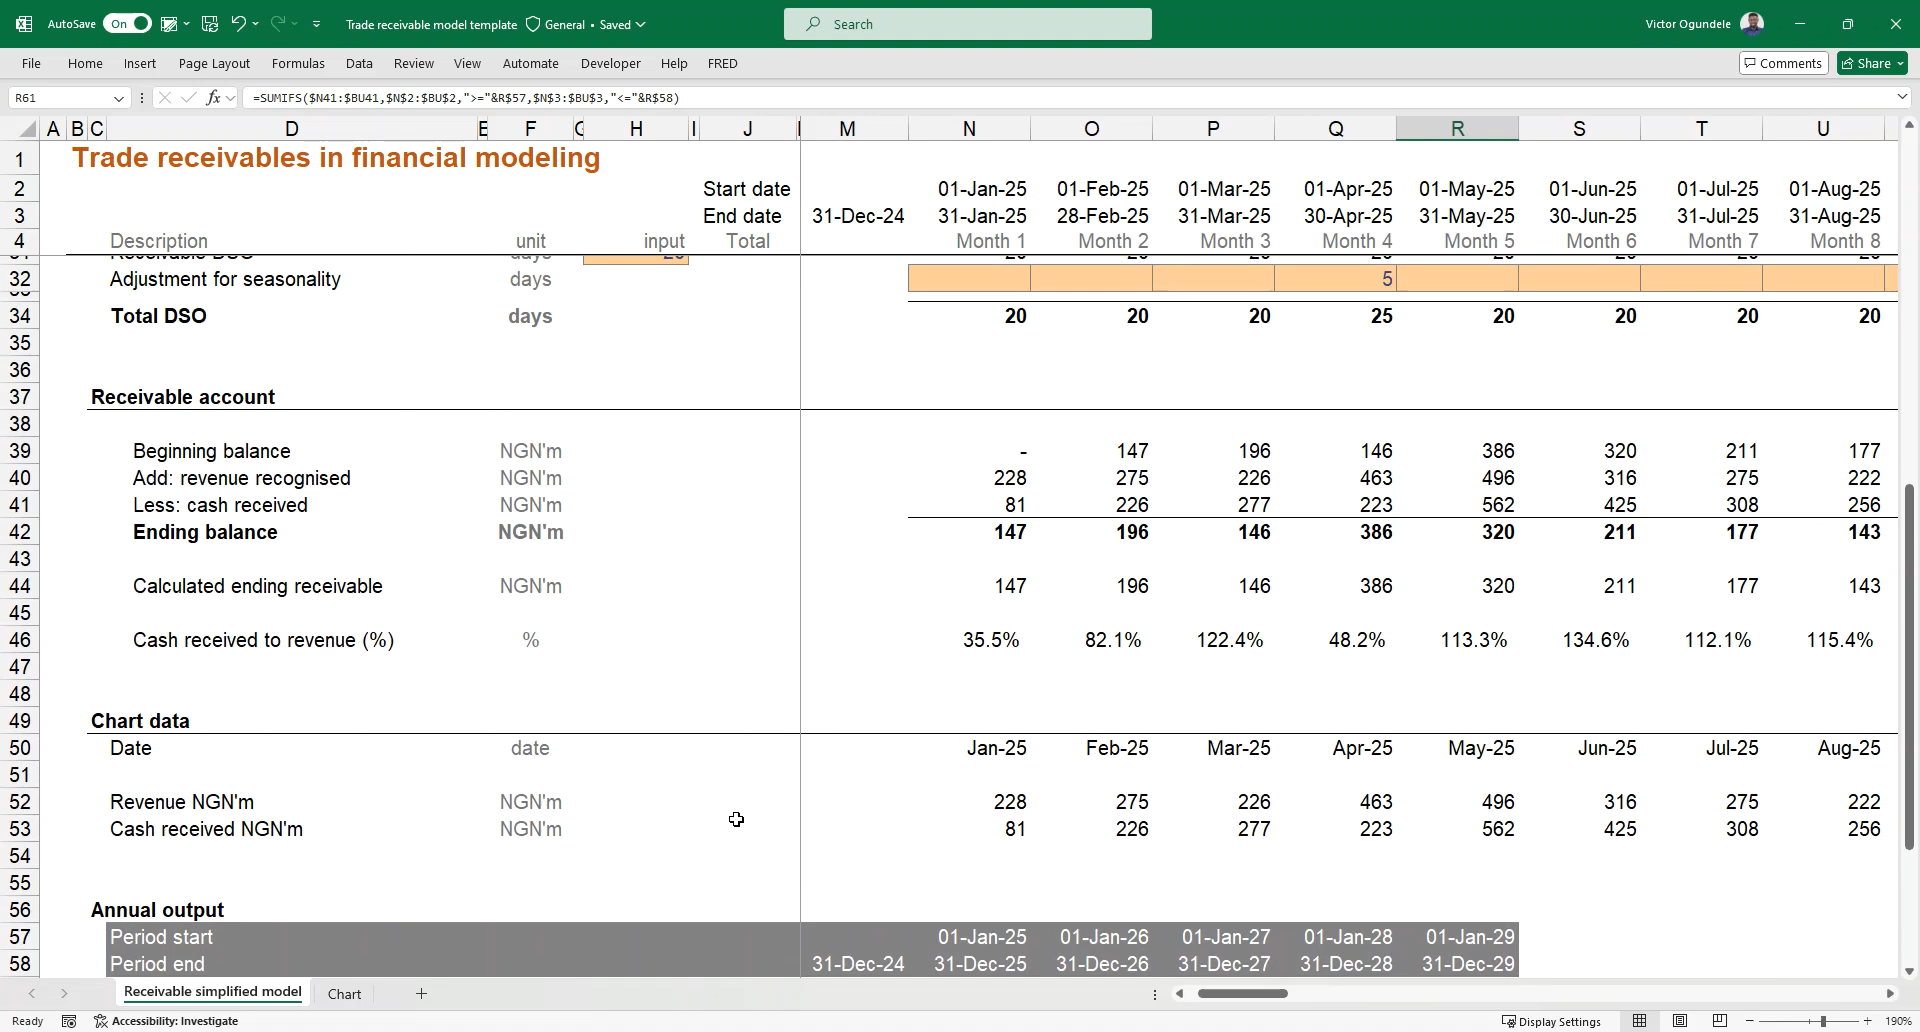 AutoSave On Trade receivable model template General • Saved Search Victor Ogundele
File Home Insert Page Layout Formulas Data Review View Automate Developer Help FRED Comments Share
R61 fx =SUMIFS($N41:$BU41,$N$2:$BU$2,">="&R$57,$N$3:$BU$3,"<="&R$58)
A B C D E F G H I J M N O P Q R S T U
1 Trade receivables in financial modeling
2 Start date 01-Jan-25 01-Feb-25 01-Mar-25 01-Apr-25 01-May-25 01-Jun-25 01-Jul-25 01-Aug-25
3 End date 31-Dec-24 31-Jan-25 28-Feb-25 31-Mar-25 30-Apr-25 31-May-25 30-Jun-25 31-Jul-25 31-Aug-25
4 Description unit input Total Month 1 Month 2 Month 3 Month 4 Month 5 Month 6 Month 7 Month 8
32 Adjustment for seasonality days 5
34 Total DSO days 20 20 20 25 20 20 20 20
35
36
37 Receivable account
38
39 Beginning balance NGN'm - 147 196 146 386 320 211 177
40 Add: revenue recognised NGN'm 228 275 226 463 496 316 275 222
41 Less: cash received NGN'm 81 226 277 223 562 425 308 256
42 Ending balance NGN'm 147 196 146 386 320 211 177 143
43
44 Calculated ending receivable NGN'm 147 196 146 386 320 211 177 143
45
46 Cash received to revenue (%) % 35.5% 82.1% 122.4% 48.2% 113.3% 134.6% 112.1% 115.4%
47
48
49 Chart data
50 Date date Jan-25 Feb-25 Mar-25 Apr-25 May-25 Jun-25 Jul-25 Aug-25
51
52 Revenue NGN'm NGN'm 228 275 226 463 496 316 275 222
53 Cash received NGN'm NGN'm 81 226 277 223 562 425 308 256
54
55
56 Annual output
57 Period start 01-Jan-25 01-Jan-26 01-Jan-27 01-Jan-28 01-Jan-29
58 Period end 31-Dec-24 31-Dec-25 31-Dec-26 31-Dec-27 31-Dec-28 31-Dec-29
Receivable simplified model Chart
Ready Accessibility: Investigate Display Settings 190%